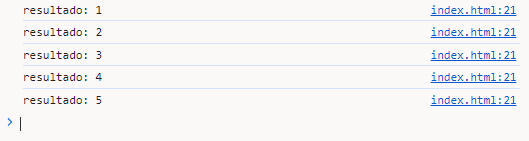 resultado: 1 index.html:21
resultado: 2 index.html:21
resultado: 3 index.html:21
resultado: 4 index.html:21
resultado: 5 index.html:21
>